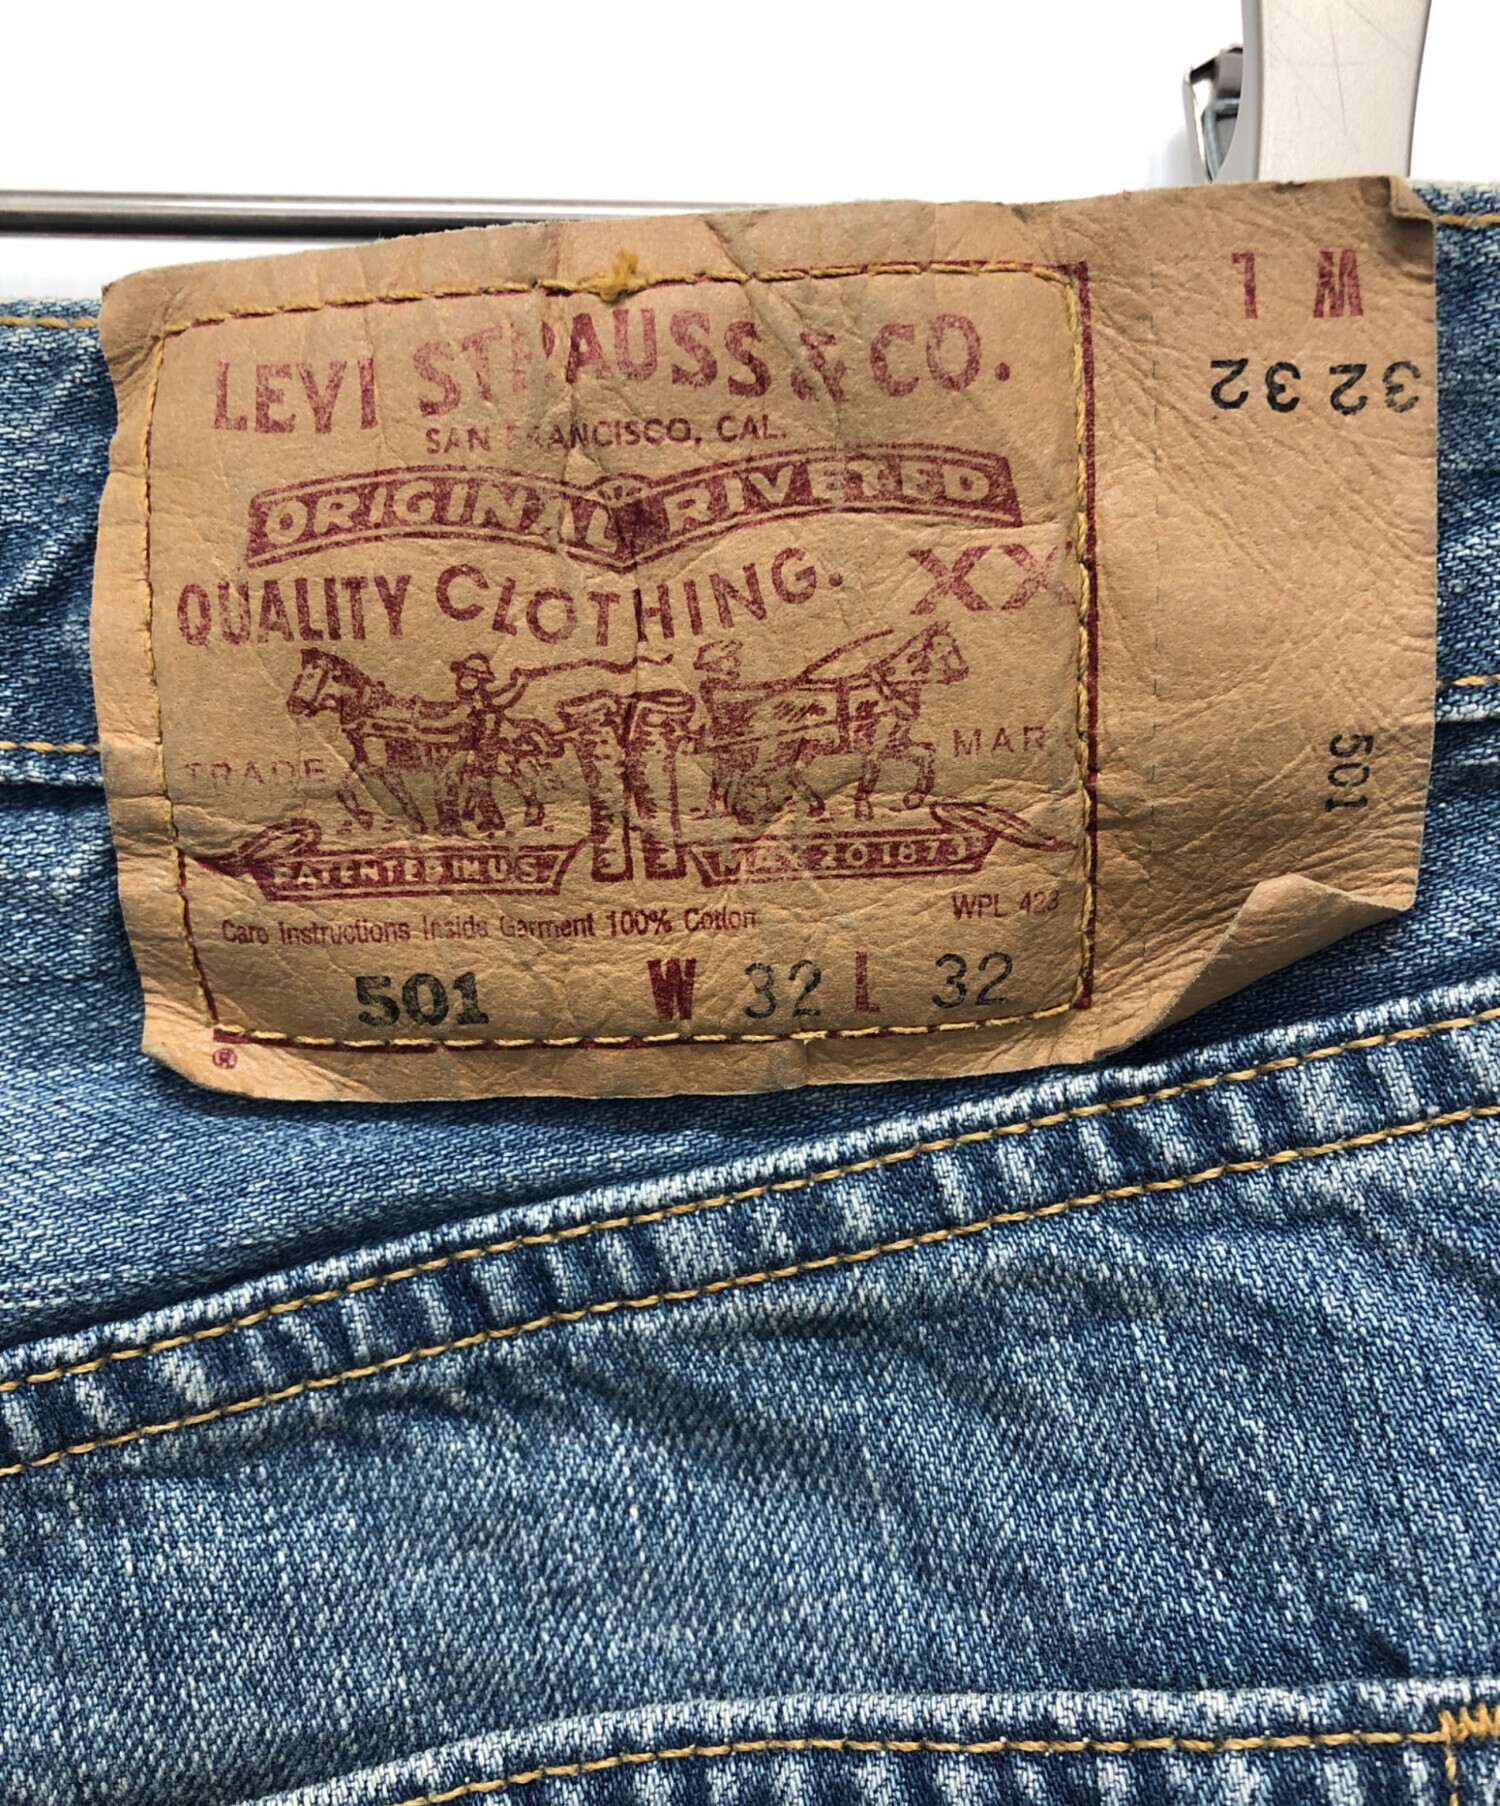 LEVI STRAUSS & CO.
SAN FRANCISCO, CAL.
ORIGINAL RIVETED
QUALITY CLOTHING. XX
TRADE MARK
PATENTED IN U.S. MAY 20 1873
Care Instructions Inside Garment 100% Cotton WPL 423
501 W 32 L 32
®
W L
32 32
501